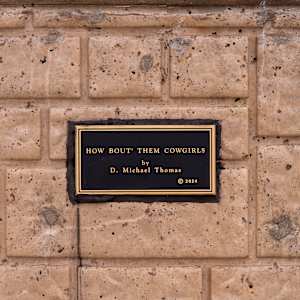 HOW BOUT' THEM COWGIRLS
by
D. Michael Thomas
© 2024